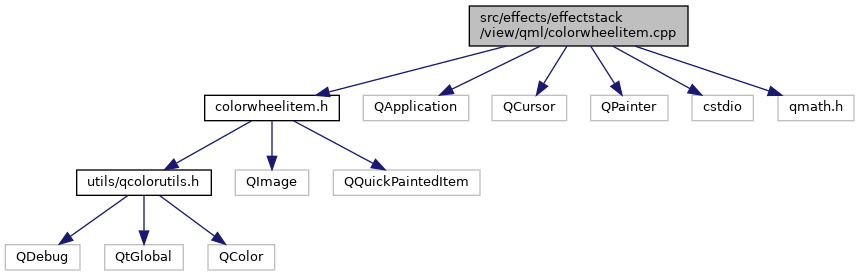 src/effects/effectstack
/view/qml/colorwheelitem.cpp
colorwheelitem.h
QApplication
QCursor
QPainter
cstdio
qmath.h
utils/qcolorutils.h
QImage
QQuickPaintedItem
QDebug
QtGlobal
QColor